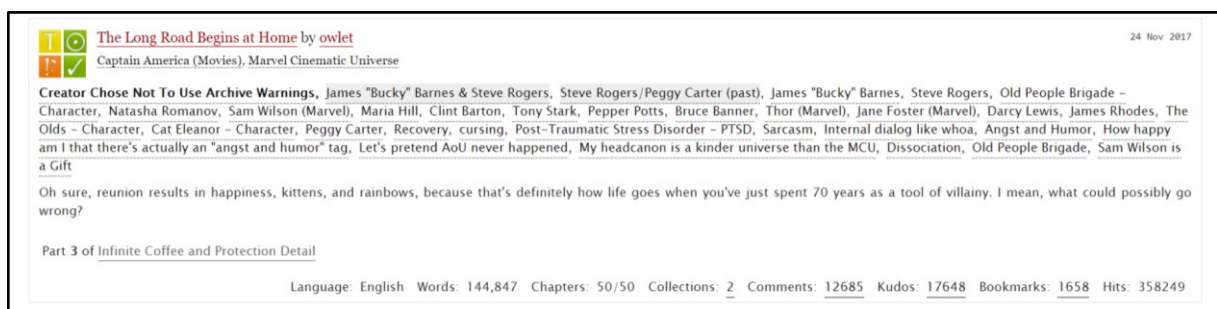 The Long Road Begins at Home by owlet
24 Nov 2017
Captain America (Movies), Marvel Cinematic Universe
Creator Chose Not To Use Archive Warnings, James "Bucky" Barnes & Steve Rogers, Steve Rogers/Peggy Carter (past), James "Bucky" Barnes, Steve Rogers, Old People Brigade -
Character, Natasha Romanov, Sam Wilson (Marvel), Maria Hill, Clint Barton, Tony Stark, Pepper Potts, Bruce Banner, Thor (Marvel), Jane Foster (Marvel), Darcy Lewis, James Rhodes, The
Olds - Character, Cat Eleanor - Character, Peggy Carter, Recovery, cursing, Post-Traumatic Stress Disorder - PTSD, Sarcasm, Internal dialog like whoa, Angst and Humor, How happy
am I that there's actually an "angst and humor" tag, Let's pretend AoU never happened, My headcanon is a kinder universe than the MCU, Dissociation, Old People Brigade, Sam Wilson is
a Gift
Oh sure, reunion results in happiness, kittens, and rainbows, because that's definitely how life goes when you've just spent 70 years as a tool of villainy. I mean, what could possibly go
wrong?
Part 3 of Infinite Coffee and Protection Detail
Language: English Words: 144,847 Chapters: 50/50 Collections: 2 Comments: 12685 Kudos: 17648 Bookmarks: 1658 Hits: 358249